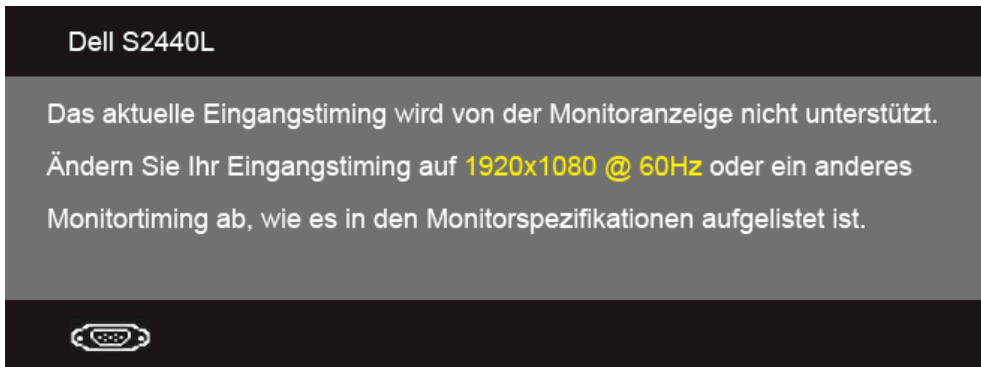 Dell S2440L
Das aktuelle Eingangstiming wird von der Monitoranzeige nicht unterstützt.
Ändern Sie Ihr Eingangstiming auf 1920x1080 @ 60Hz oder ein anderes
Monitortiming ab, wie es in den Monitorspezifikationen aufgelistet ist.